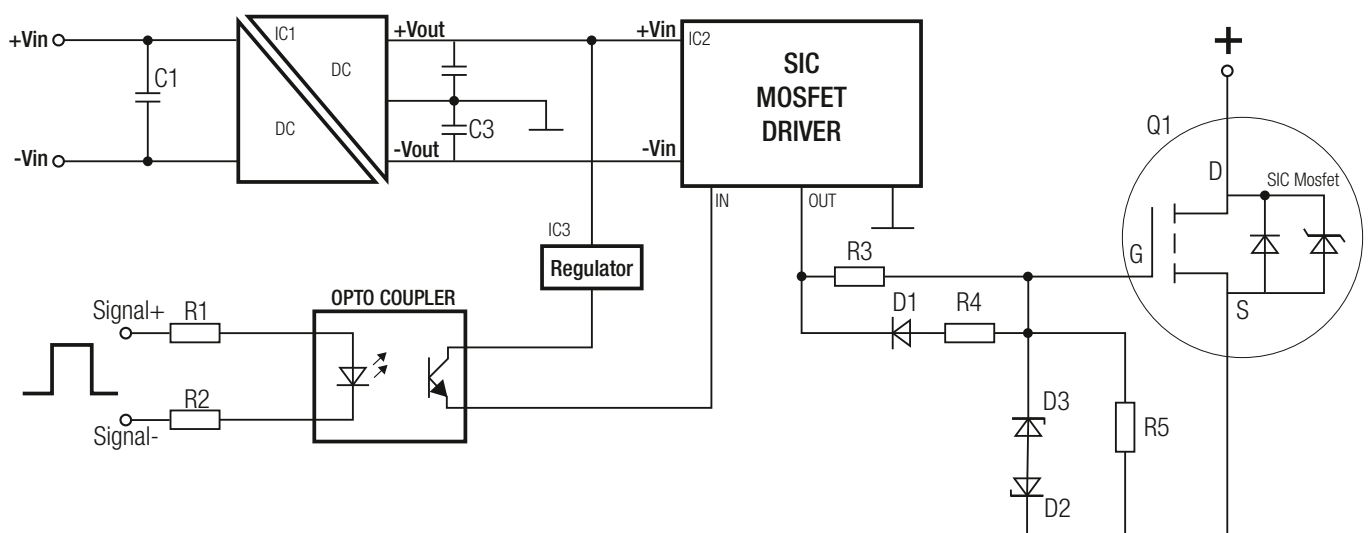 +Vin
-Vin
C1
IC1
DC
DC
+Vout
-Vout
C3
+Vin
-Vin
IC2
SIC
MOSFET
DRIVER
IN
OUT
IC3
Regulator
OPTO COUPLER
Signal+
R1
R2
Signal-
R3
D1
R4
D3
D2
R5
+
Q1
D
SIC Mosfet
G
S